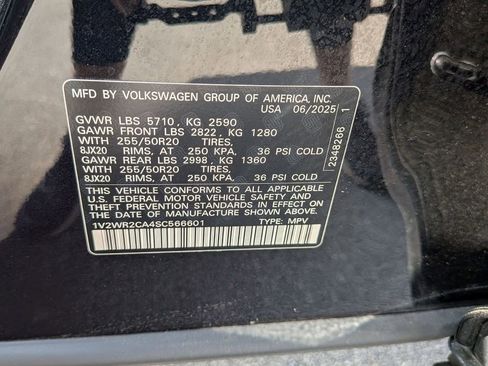 MFD BY VOLKSWAGEN GROUP OF AMERICA, INC.
USA 06/2025
GVWR LBS 5710, KG 2590
GAWR FRONT LBS 2822, KG 1280
WITH 255/50R20 TIRES,
8JX20 RIMS, AT 250 KPA, 36 PSI COLD
GAWR REAR LBS 2998, KG 1360
WITH 255/50R20 TIRES,
8JX20 RIMS, AT 250 KPA, 36 PSI COLD
THIS VEHICLE CONFORMS TO ALL APPLICABLE
U.S. FEDERAL MOTOR VEHICLE SAFETY
STANDARDS IN EFFECT ON THE DATE OF
MANUFACTURE SHOWN ABOVE.
1V2WR2CA4SC566601 TYPE: MPV
2348266 1